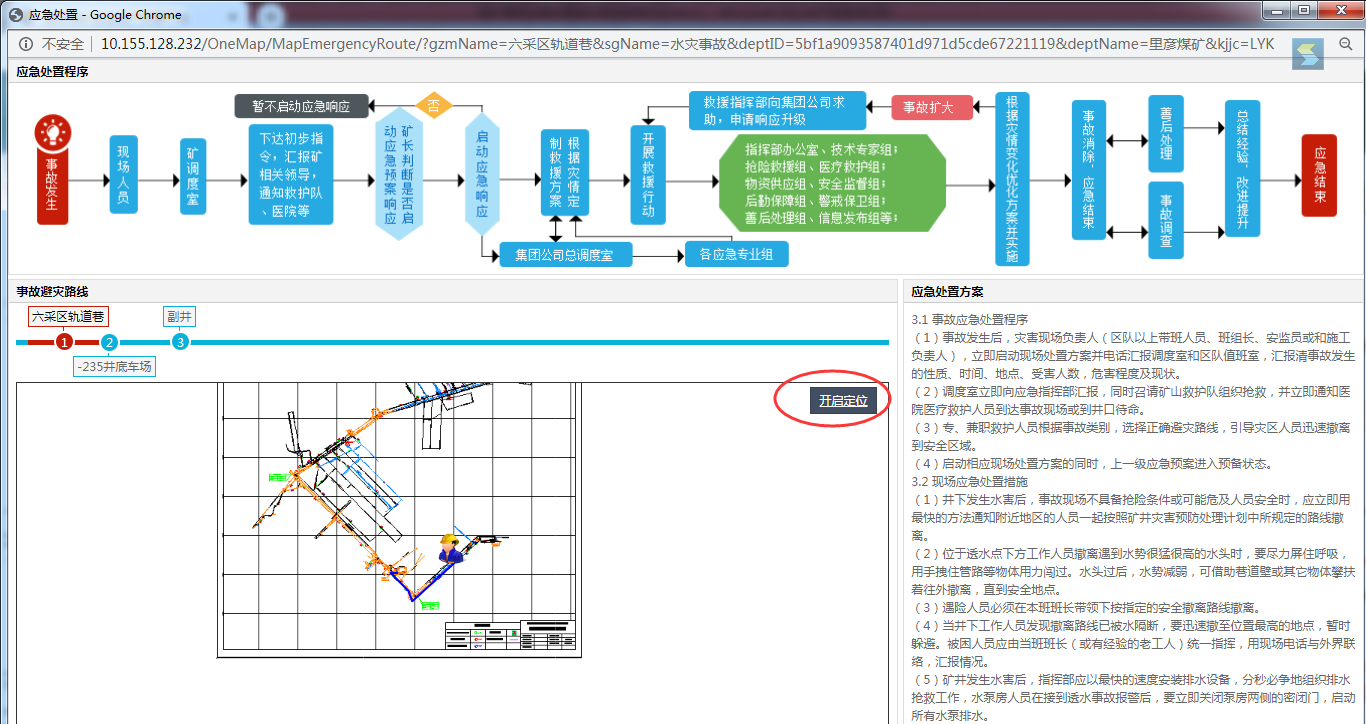 应急处置 - Google Chrome
不安全 10.155.128.232/OneMap/MapEmergencyRoute/?gzmName=六采区轨道巷&sgName=水灾事故&deptID=5bf1a9093587401d971d5cde67221119&deptName=里彦煤矿&kjjc=LYK
应急处置程序
事故发生
现场人员
矿调度室
下达初步指
令，汇报矿
相关领导，
通知救护队
、医院等
暂不启动应急响应
否
矿长判断是否启
动应急预案响应
启动应急响应
根据灾情定
制救援方案
集团公司总调度室
开展救援行动
各应急专业组
救援指挥部向集团公司求
助，申请响应升级
事故扩大
指挥部办公室、技术专家组；
抢险救援组、医疗救护组；
物资供应组、安全监督组；
后勤保障组、警戒保卫组；
善后处理组、信息发布组等；
根据灾情变化优化方案并实施
事故消除，应急结束
善后处理
事故调查
总结经验，改进提升
应急结束
事故避灾路线
六采区轨道巷
副井
1
2
3
-235井底车场
开启定位
应急处置方案
3.1 事故应急处置程序
（1）事故发生后，灾害现场负责人（区队以上带班人员、班组长、安监员或和施工
负责人），立即启动现场处置方案并电话汇报调度室和区队值班室，汇报清事故发生
的性质、时间、地点、受害人数，危害程度及现状。
（2）调度室立即向应急指挥部汇报，同时召请矿山救护队组织抢救，并立即通知医
院医疗救护人员到达事故现场或到井口待命。
（3）专、兼职救护人员根据事故类别，选择正确避灾路线，引导灾区人员迅速撤离
到安全区域。
（4）启动相应现场处置方案的同时，上一级应急预案进入预备状态。
3.2 现场应急处置措施
（1）井下发生水害后，事故现场不具备抢险条件或可能危及人员安全时，应立即用
最快的方法通知附近地区的人员一起按照矿井灾害预防处理计划中所规定的路线撤
离。
（2）位于透水点下方工作人员撤离遇到水势很猛很高的水头时，要尽力屏住呼吸，
用手拽住管路等物体用力闯过。水头过后，水势减弱，可借助巷道壁或其它物体攀扶
着往外撤离，直到安全地点。
（3）遇险人员必须在本班班长带领下按指定的安全撤离路线撤离。
（4）当井下工作人员发现撤离路线已被水隔断，要迅速撤至位置最高的地点，暂时
躲避。被困人员应由当班班长（或有经验的老工人）统一指挥，用现场电话与外界联
络，汇报情况。
（5）矿井发生水害后，指挥部应以最快的速度安装排水设备，分秒必争地组织排水
抢救工作，水泵房人员在接到透水事故报警后，要立即关闭泵房两侧的密闭门，启动
所有水泵排水。